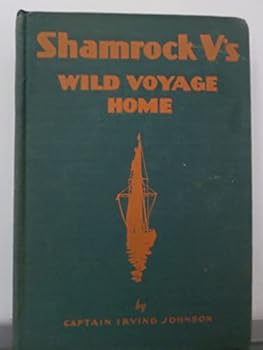 Shamrock V's
WILD VOYAGE
HOME
by
CAPTAIN IRVING JOHNSON